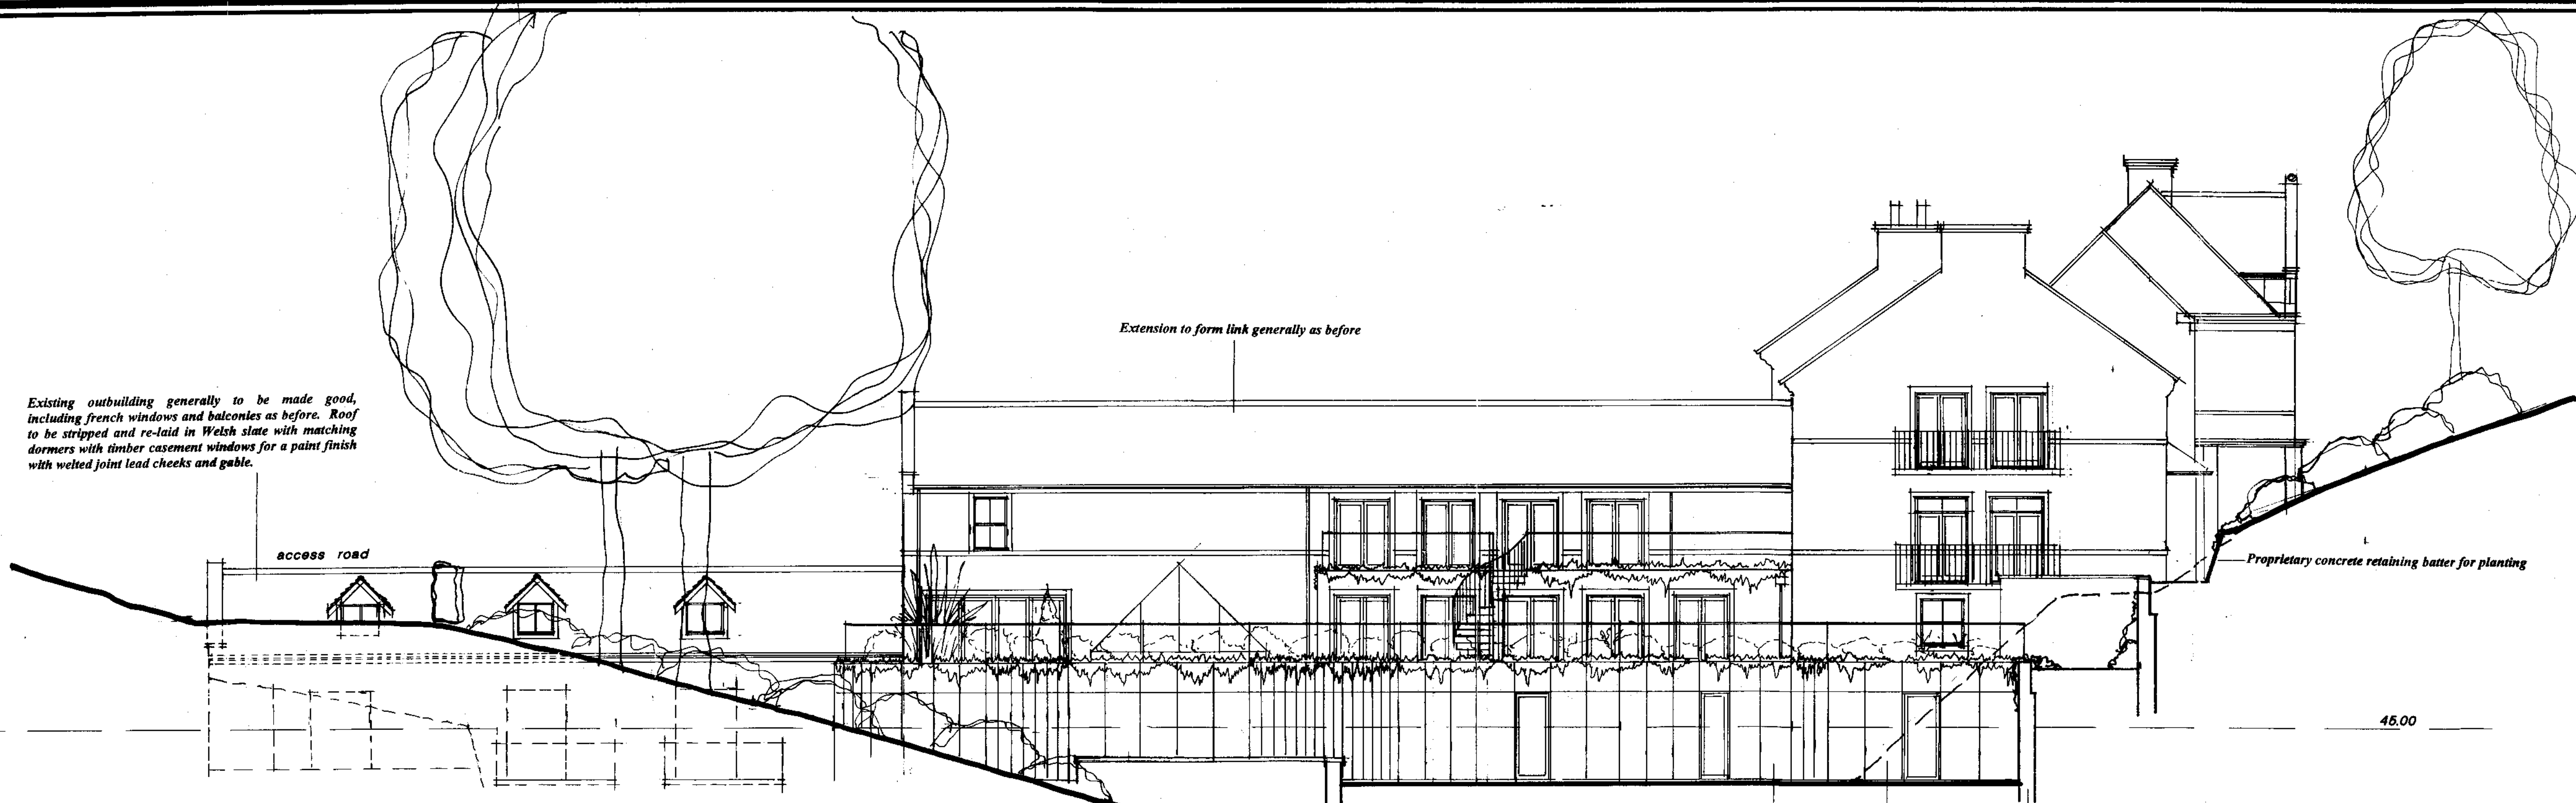 Extension to form link generally as before
Existing outbuilding generally to be made good,
including french windows and balconies as before. Roof
to be stripped and re-laid in Welsh slate with matching
dormers with timber casement windows for a paint finish
with welted joint lead cheeks and gable.
access road
Proprietary concrete retaining batter for planting
45.00